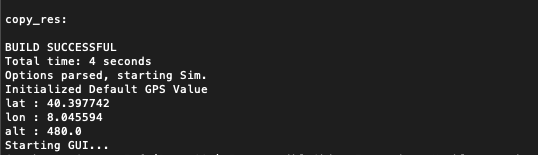 copy_res:
BUILD SUCCESSFUL
Total time: 4 seconds
Options parsed, starting Sim.
Initialized Default GPS Value
lat : 40.397742
lon : 8.045594
alt : 480.0
Starting GUI...